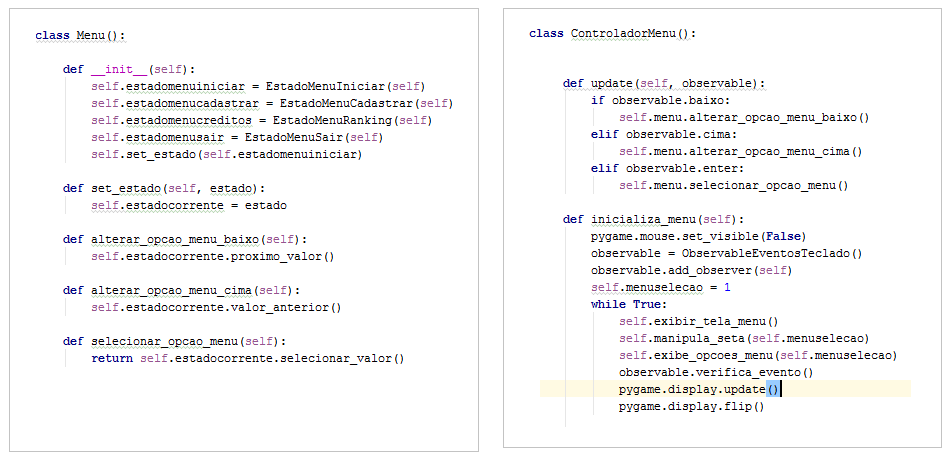 class Menu():
def __init__(self):
self.estadomenuiniciar = EstadoMenuIniciar(self)
self.estadomenucadastrar = EstadoMenuCadastrar(self)
self.estadomenucreditos = EstadoMenuRanking(self)
self.estadomenusair = EstadoMenuSair(self)
self.set_estado(self.estadomenuiniciar)
def set_estado(self, estado):
self.estadocorrente = estado
def alterar_opcao_menu_baixo(self):
self.estadocorrente.proximo_valor()
def alterar_opcao_menu_cima(self):
self.estadocorrente.valor_anterior()
def selecionar_opcao_menu(self):
return self.estadocorrente.selecionar_valor()
class ControladorMenu():
def update(self, observable):
if observable.baixo:
self.menu.alterar_opcao_menu_baixo()
elif observable.cima:
self.menu.alterar_opcao_menu_cima()
elif observable.enter:
self.menu.selecionar_opcao_menu()
def inicializa_menu(self):
pygame.mouse.set_visible(False)
observable = ObservableEventosTeclado()
observable.add_observer(self)
self.menuselecao = 1
while True:
self.exibir_tela_menu()
self.manipula_seta(self.menuselecao)
self.exibe_opcoes_menu(self.menuselecao)
observable.verifica_evento()
pygame.display.update()
pygame.display.flip()